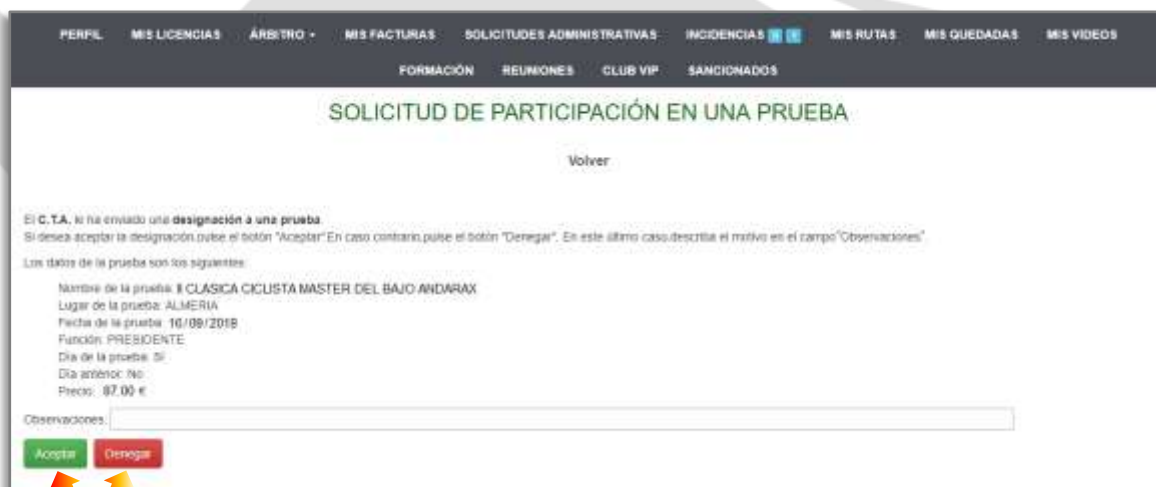 PERFIL MIS LICENCIAS ÁRBITRO MIS FACTURAS SOLICITUDES ADMINISTRATIVAS INCIDENCIAS MIS RUTAS MIS QUEDADAS MIS VIDEOS
FORMACIÓN REUNIONES CLUB VIP SANCIONADOS
SOLICITUD DE PARTICIPACIÓN EN UNA PRUEBA
Volver
El C.T.A. le ha enviado una designación a una prueba.
Si desea aceptar la designación pulse el botón "Aceptar" En caso contrario,pulse el botón "Denegar". En este último caso,describa el motivo en el campo"Observaciones".
Los datos de la prueba son los siguientes:
Nombre de la prueba: II CLASICA CICLISTA MASTER DEL BAJO ANDARAX
Lugar de la prueba: ALMERIA
Fecha de la prueba: 16/09/2018
Función: PRESIDENTE
Día de la prueba: Sí
Día anterior: No
Precio: 87.00 €
Observaciones:
Aceptar Denegar